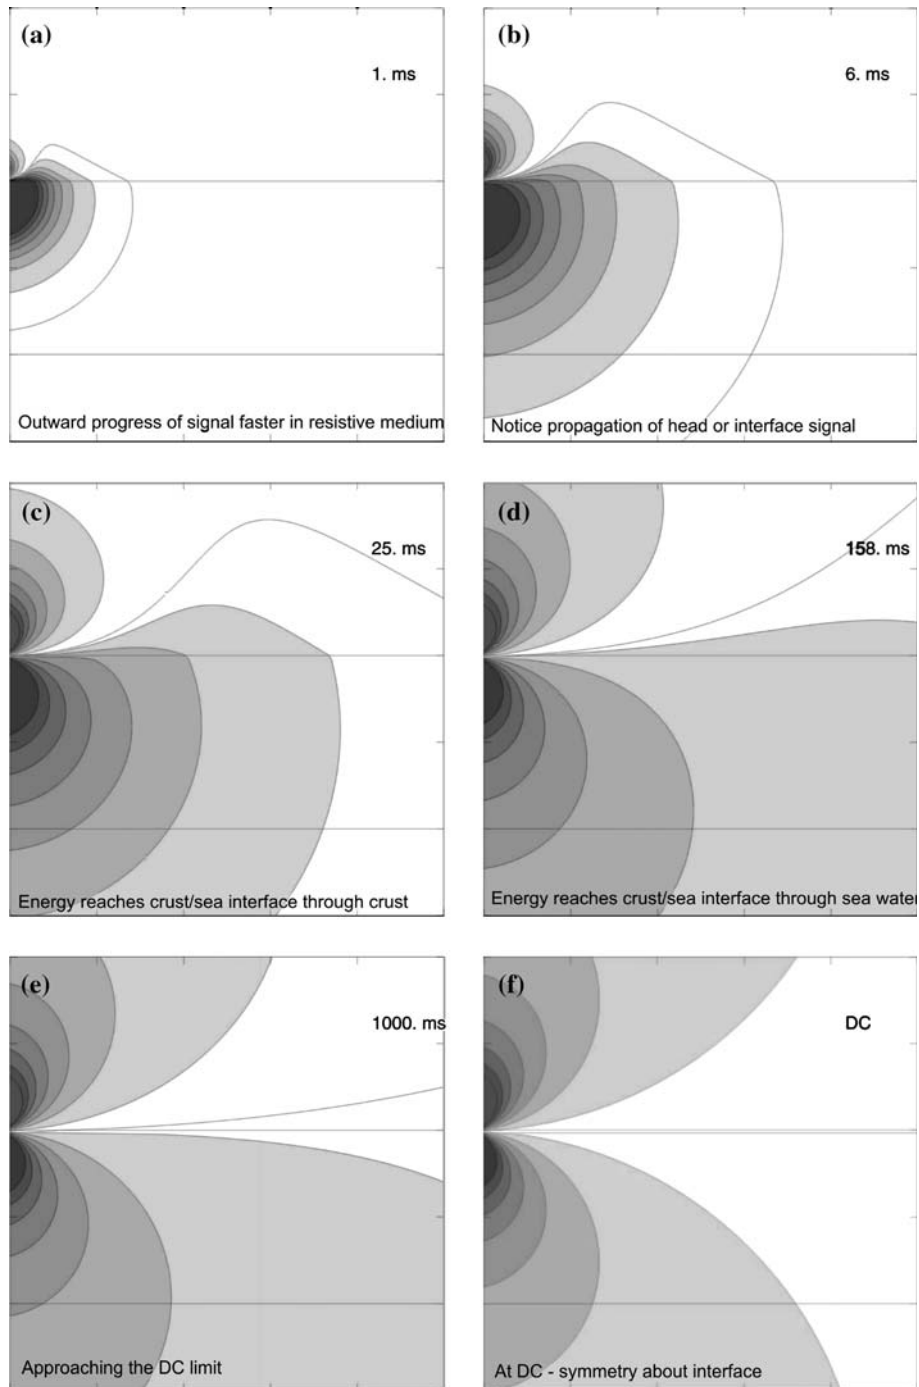 (a)
1. ms
Outward progress of signal faster in resistive medium
(b)
6. ms
Notice propagation of head or interface signal
(c)
25. ms
Energy reaches crust/sea interface through crust
(d)
158. ms
Energy reaches crust/sea interface through sea water
(e)
1000. ms
Approaching the DC limit
(f)
DC
At DC - symmetry about interface